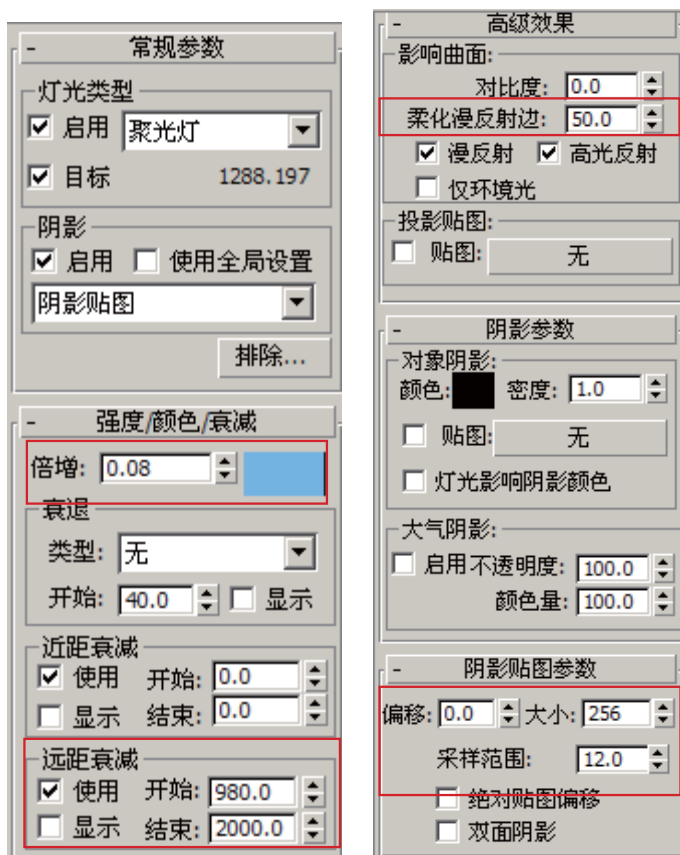 - 常规参数
灯光类型
启用 聚光灯
目标 1288.197
阴影
启用 使用全局设置
阴影贴图
排除...
- 强度/颜色/衰减
倍增: 0.08
衰退
类型: 无
开始: 40.0 显示
近距衰减
使用 开始: 0.0
显示 结束: 0.0
远距衰减
使用 开始: 980.0
显示 结束: 2000.0
- 高级效果
影响曲面:
对比度: 0.0
柔化漫反射边: 50.0
漫反射 高光反射
仅环境光
投影贴图:
贴图: 无
- 阴影参数
对象阴影:
颜色: 密度: 1.0
贴图: 无
灯光影响阴影颜色
大气阴影:
启用 不透明度: 100.0
颜色量: 100.0
- 阴影贴图参数
偏移: 0.0 大小: 256
采样范围: 12.0
绝对贴图偏移
双面阴影